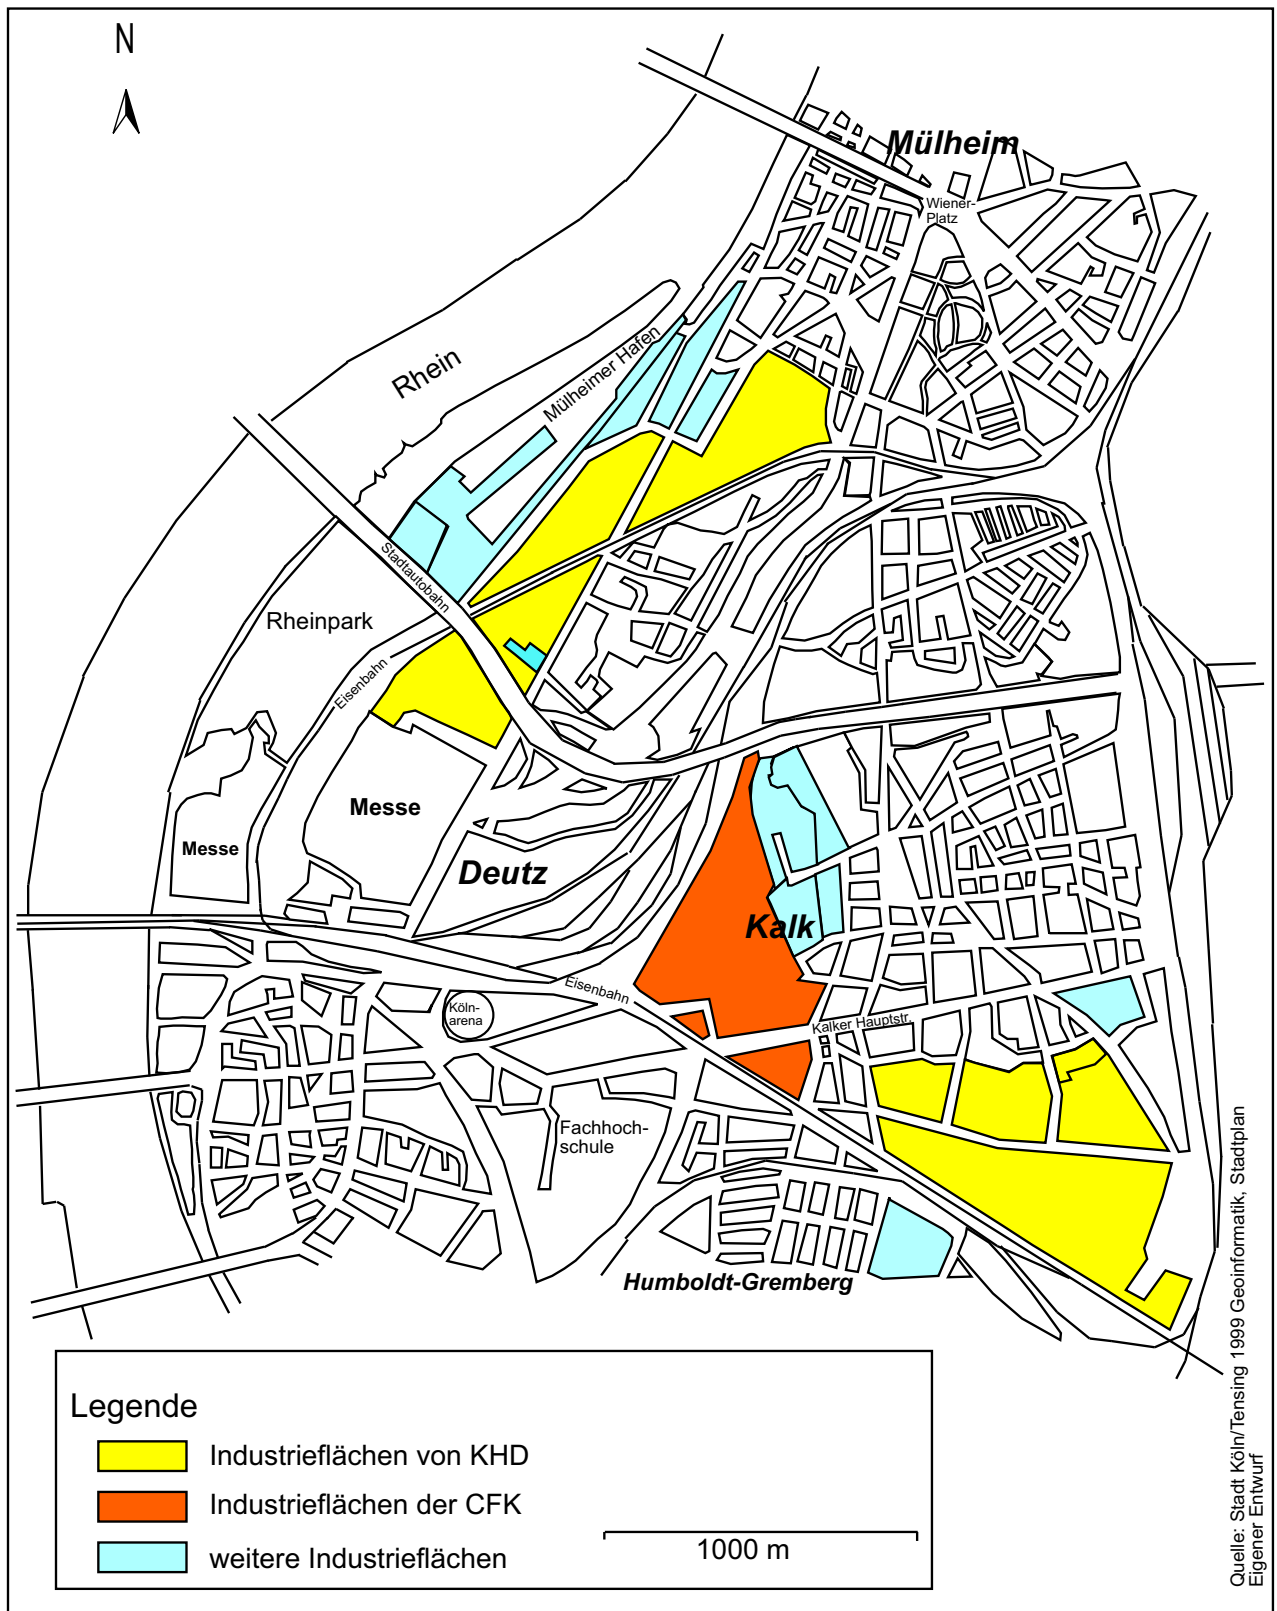 N
Mülheim
Wiener-
Platz
Rhein
Mülheimer Hafen
Stadtautobahn
Rheinpark
Eisenbahn
Messe
Messe
Deutz
Kalk
Eisenbahn
Köln-
arena
Kalker Hauptstr.
Fachhoch-
schule
Humboldt-Gremberg
Legende
Industrieflächen von KHD
Industrieflächen der CFK
weitere Industrieflächen
1000 m
Quelle: Stadt Köln/Tensing 1999 Geoinformatik, Stadtplan
Eigener Entwurf